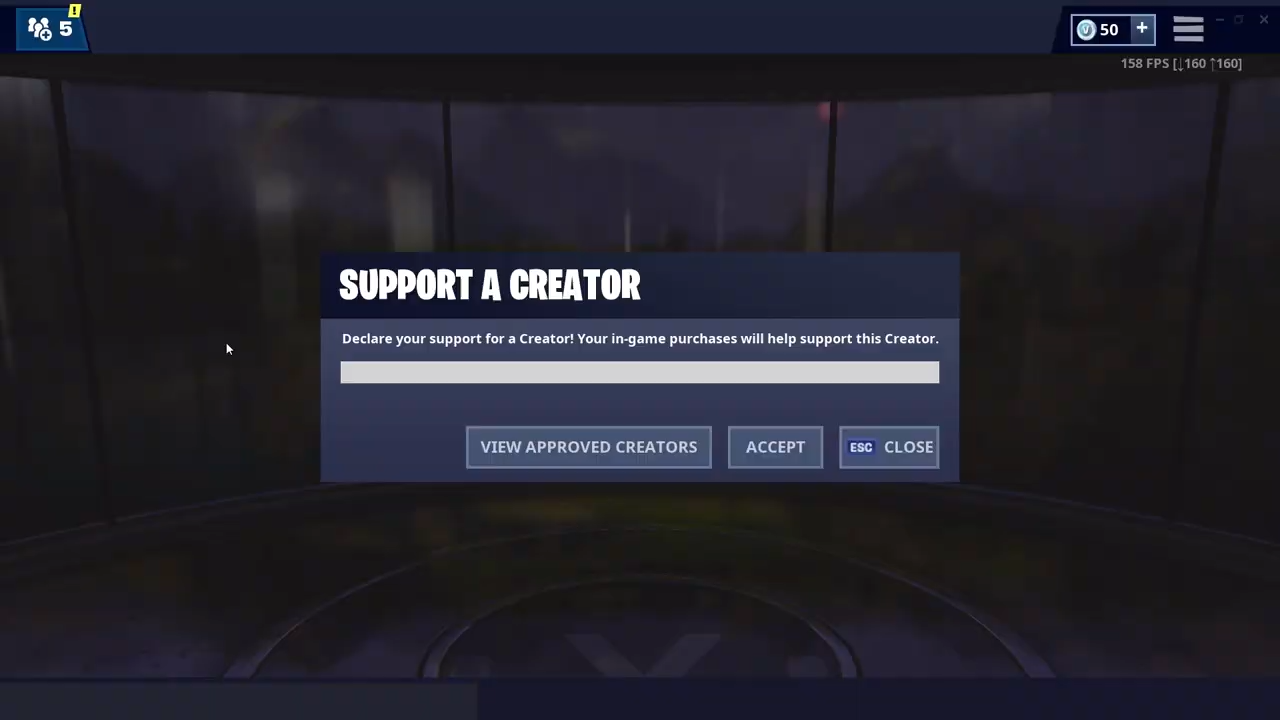 !
5
50 +
158 FPS [↓160 ↑160]
SUPPORT A CREATOR
Declare your support for a Creator! Your in-game purchases will help support this Creator.
VIEW APPROVED CREATORS
ACCEPT
ESC CLOSE